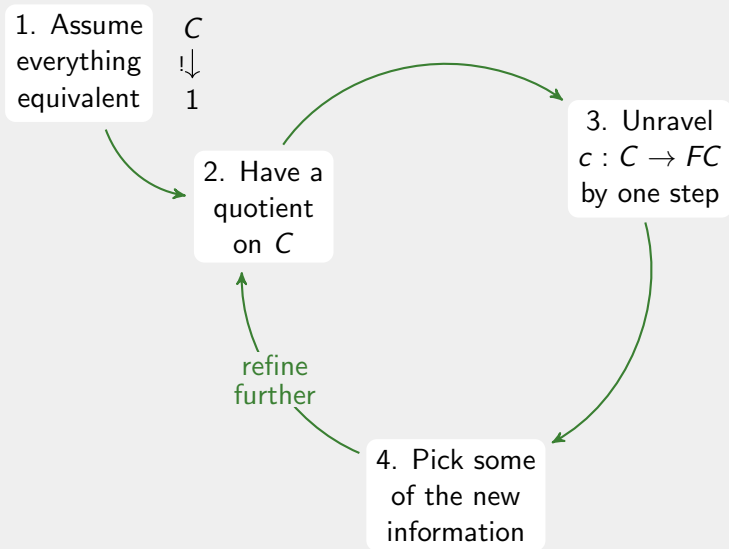 1. Assume
everything
equivalent
C
!↓
1
2. Have a
quotient
on C
3. Unravel
c : C → FC
by one step
refine
further
4. Pick some
of the new
information